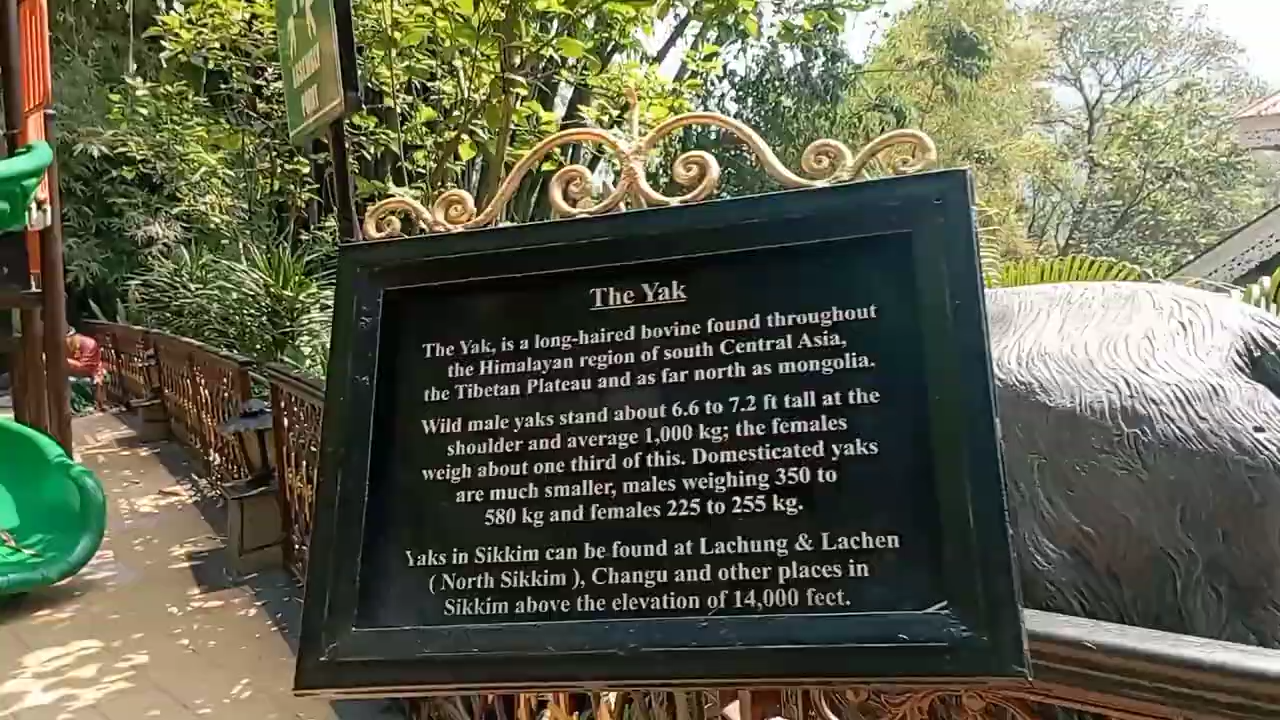 The Yak
The Yak, is a long-haired bovine found throughout
the Himalayan region of south Central Asia,
the Tibetan Plateau and as far north as mongolia.
Wild male yaks stand about 6.6 to 7.2 ft tall at the
shoulder and average 1,000 kg; the females
weigh about one third of this. Domesticated yaks
are much smaller, males weighing 350 to
580 kg and females 225 to 255 kg.
Yaks in Sikkim can be found at Lachung & Lachen
( North Sikkim ), Changu and other places in
Sikkim above the elevation of 14,000 feet.